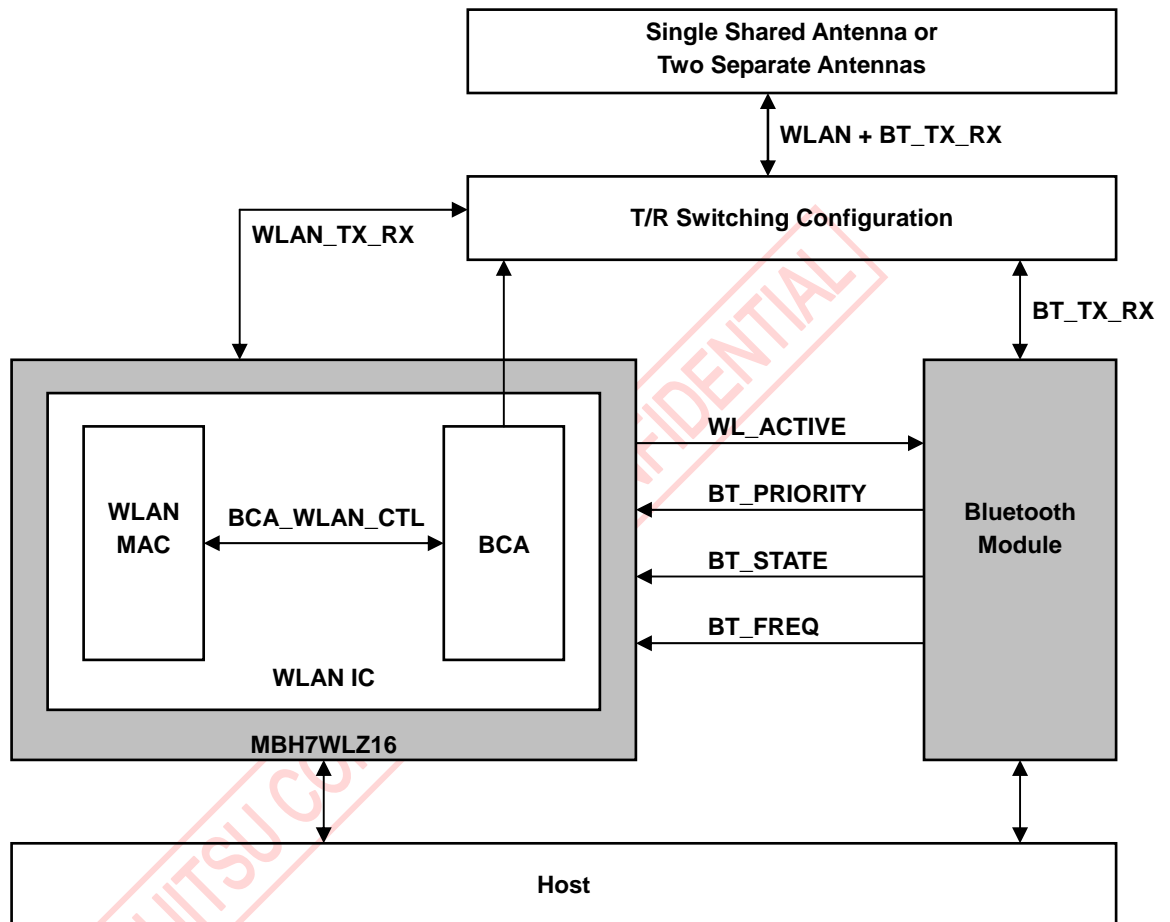 Single Shared Antenna or
Two Separate Antennas
WLAN + BT_TX_RX
T/R Switching Configuration
WLAN_TX_RX
BT_TX_RX
WL_ACTIVE
BT_PRIORITY
BT_STATE
BT_FREQ
WLAN
MAC
BCA_WLAN_CTL
BCA
Bluetooth
Module
WLAN IC
MBH7WLZ16
Host